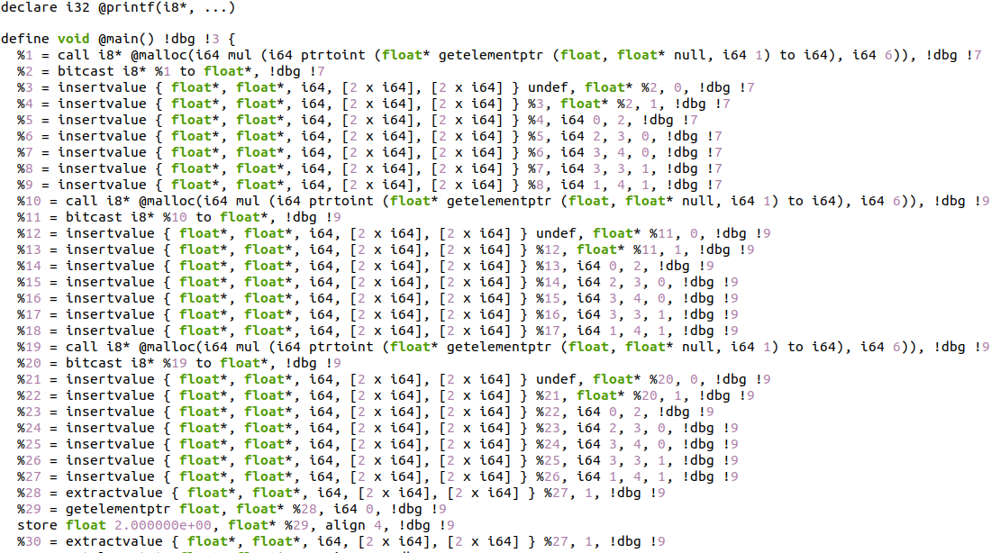 declare i32 @printf(i8*, ...)

define void @main() !dbg !3 {
  %1 = call i8* @malloc(i64 mul (i64 ptrtoint (float* getelementptr (float, float* null, i64 1) to i64), i64 6)), !dbg !7
  %2 = bitcast i8* %1 to float*, !dbg !7
  %3 = insertvalue { float*, float*, i64, [2 x i64], [2 x i64] } undef, float* %2, 0, !dbg !7
  %4 = insertvalue { float*, float*, i64, [2 x i64], [2 x i64] } %3, float* %2, 1, !dbg !7
  %5 = insertvalue { float*, float*, i64, [2 x i64], [2 x i64] } %4, i64 0, 2, !dbg !7
  %6 = insertvalue { float*, float*, i64, [2 x i64], [2 x i64] } %5, i64 2, 3, 0, !dbg !7
  %7 = insertvalue { float*, float*, i64, [2 x i64], [2 x i64] } %6, i64 3, 4, 0, !dbg !7
  %8 = insertvalue { float*, float*, i64, [2 x i64], [2 x i64] } %7, i64 3, 3, 1, !dbg !7
  %9 = insertvalue { float*, float*, i64, [2 x i64], [2 x i64] } %8, i64 1, 4, 1, !dbg !7
  %10 = call i8* @malloc(i64 mul (i64 ptrtoint (float* getelementptr (float, float* null, i64 1) to i64), i64 6)), !dbg !9
  %11 = bitcast i8* %10 to float*, !dbg !9
  %12 = insertvalue { float*, float*, i64, [2 x i64], [2 x i64] } undef, float* %11, 0, !dbg !9
  %13 = insertvalue { float*, float*, i64, [2 x i64], [2 x i64] } %12, float* %11, 1, !dbg !9
  %14 = insertvalue { float*, float*, i64, [2 x i64], [2 x i64] } %13, i64 0, 2, !dbg !9
  %15 = insertvalue { float*, float*, i64, [2 x i64], [2 x i64] } %14, i64 2, 3, 0, !dbg !9
  %16 = insertvalue { float*, float*, i64, [2 x i64], [2 x i64] } %15, i64 3, 4, 0, !dbg !9
  %17 = insertvalue { float*, float*, i64, [2 x i64], [2 x i64] } %16, i64 3, 3, 1, !dbg !9
  %18 = insertvalue { float*, float*, i64, [2 x i64], [2 x i64] } %17, i64 1, 4, 1, !dbg !9
  %19 = call i8* @malloc(i64 mul (i64 ptrtoint (float* getelementptr (float, float* null, i64 1) to i64), i64 6)), !dbg !9
  %20 = bitcast i8* %19 to float*, !dbg !9
  %21 = insertvalue { float*, float*, i64, [2 x i64], [2 x i64] } undef, float* %20, 0, !dbg !9
  %22 = insertvalue { float*, float*, i64, [2 x i64], [2 x i64] } %21, float* %20, 1, !dbg !9
  %23 = insertvalue { float*, float*, i64, [2 x i64], [2 x i64] } %22, i64 0, 2, !dbg !9
  %24 = insertvalue { float*, float*, i64, [2 x i64], [2 x i64] } %23, i64 2, 3, 0, !dbg !9
  %25 = insertvalue { float*, float*, i64, [2 x i64], [2 x i64] } %24, i64 3, 4, 0, !dbg !9
  %26 = insertvalue { float*, float*, i64, [2 x i64], [2 x i64] } %25, i64 3, 3, 1, !dbg !9
  %27 = insertvalue { float*, float*, i64, [2 x i64], [2 x i64] } %26, i64 1, 4, 1, !dbg !9
  %28 = extractvalue { float*, float*, i64, [2 x i64], [2 x i64] } %27, 1, !dbg !9
  %29 = getelementptr float, float* %28, i64 0, !dbg !9
  store float 2.000000e+00, float* %29, align 4, !dbg !9
  %30 = extractvalue { float*, float*, i64, [2 x i64], [2 x i64] } %27, 1, !dbg !9